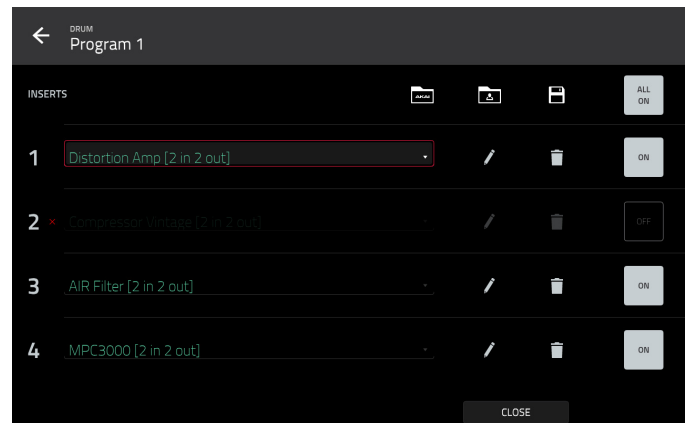 DRUM
Program 1
INSERTS
AKAI
ALL
ON
1 Distortion Amp [2 in 2 out] ON
2 × Compressor Vintage [2 in 2 out] OFF
3 AIR Filter [2 in 2 out] ON
4 MPC3000 [2 in 2 out] ON
CLOSE